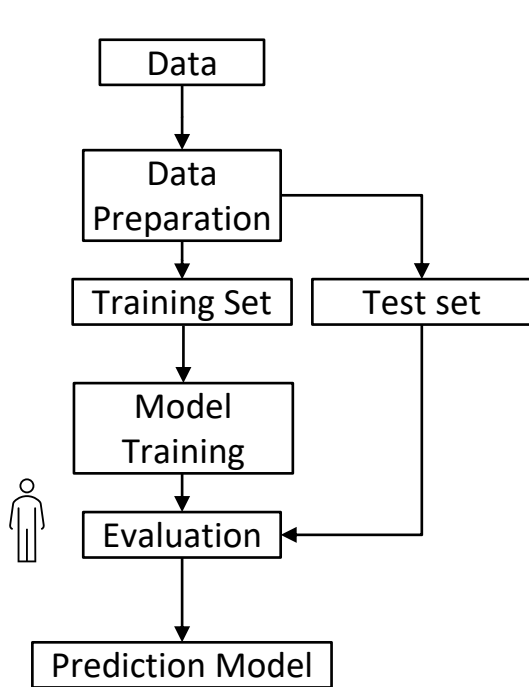 Data
Data
Preparation
Training Set
Test set
Model
Training
Evaluation
Prediction Model